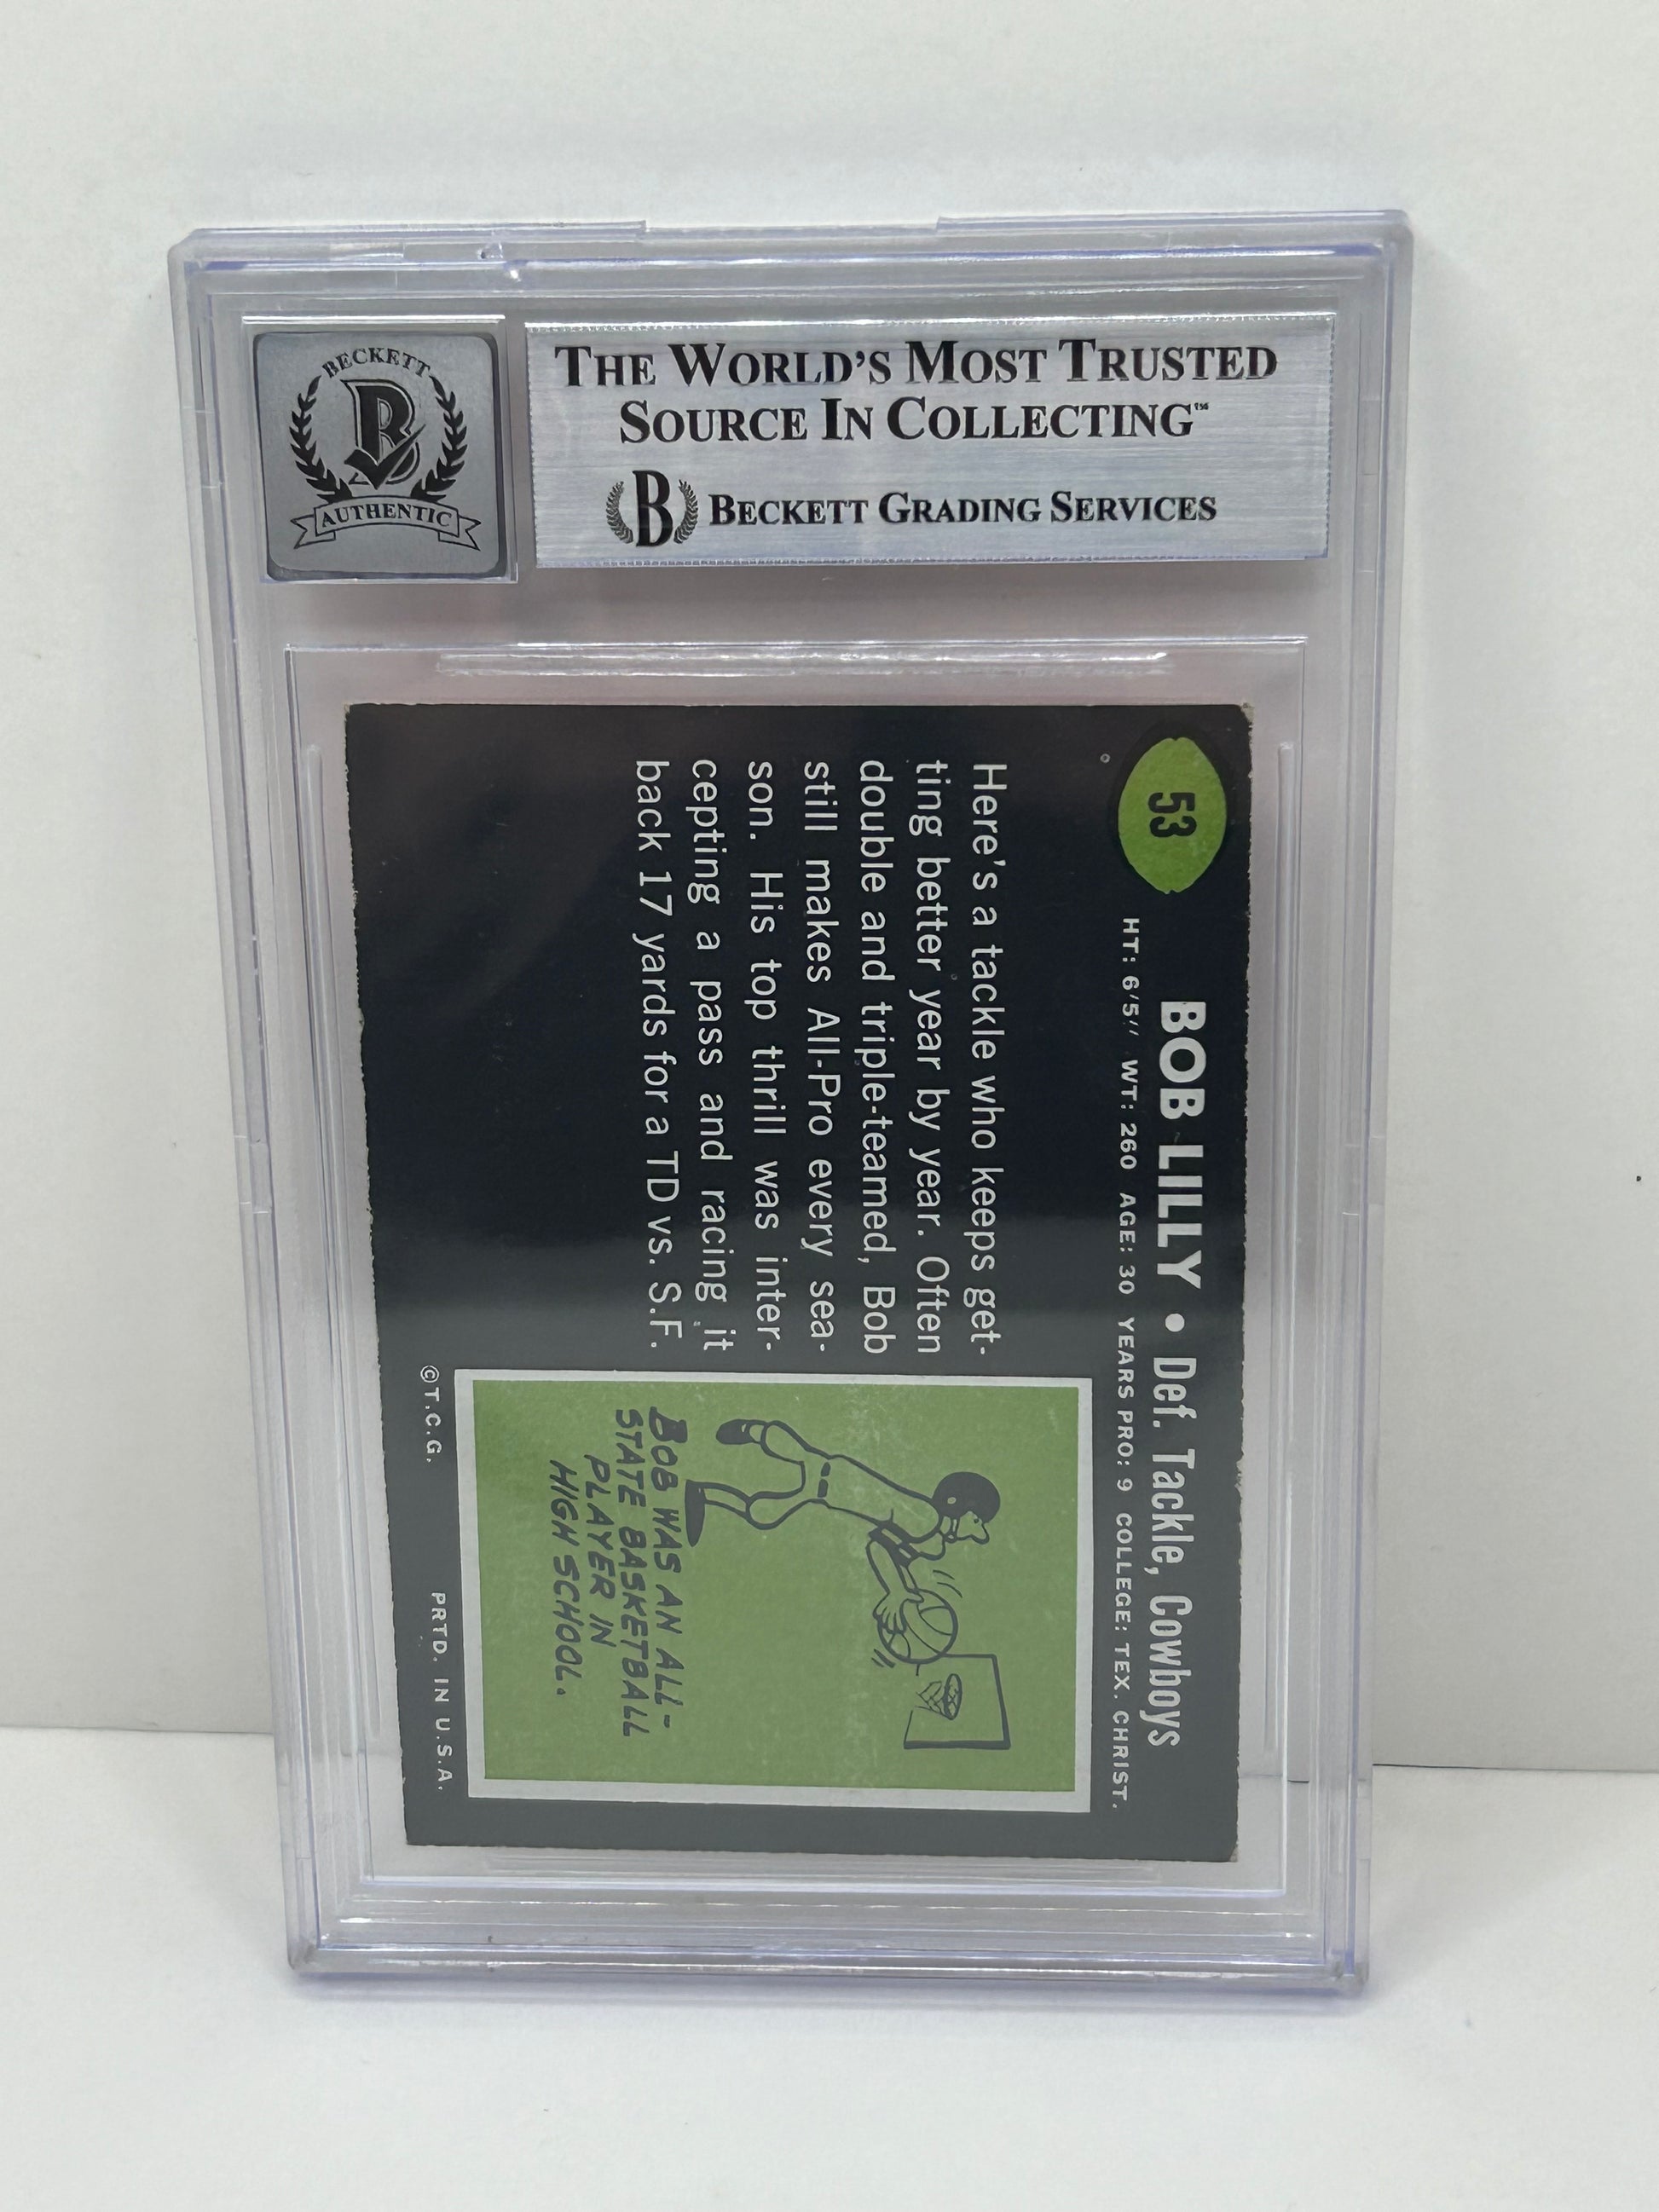 BECKETT
B
AUTHENTIC
THE WORLD'S MOST TRUSTED
SOURCE IN COLLECTING
B BECKETT GRADING SERVICES
53
BOB LILLY • Def. Tackle, Cowboys
HT: 6'5" WT: 260 AGE: 30 YEARS PRO: 9 COLLEGE: TEX. CHRIST.
Here's a tackle who keeps get-
ting better year by year. Often
double and triple-teamed, Bob
still makes All-Pro every sea-
son. His top thrill was inter-
cepting a pass and racing it
back 17 yards for a TD vs. S.F.
BOB WAS AN ALL-
STATE BASKETBALL
PLAYER IN
HIGH SCHOOL.
©T.C.G. PRTD. IN U.S.A.